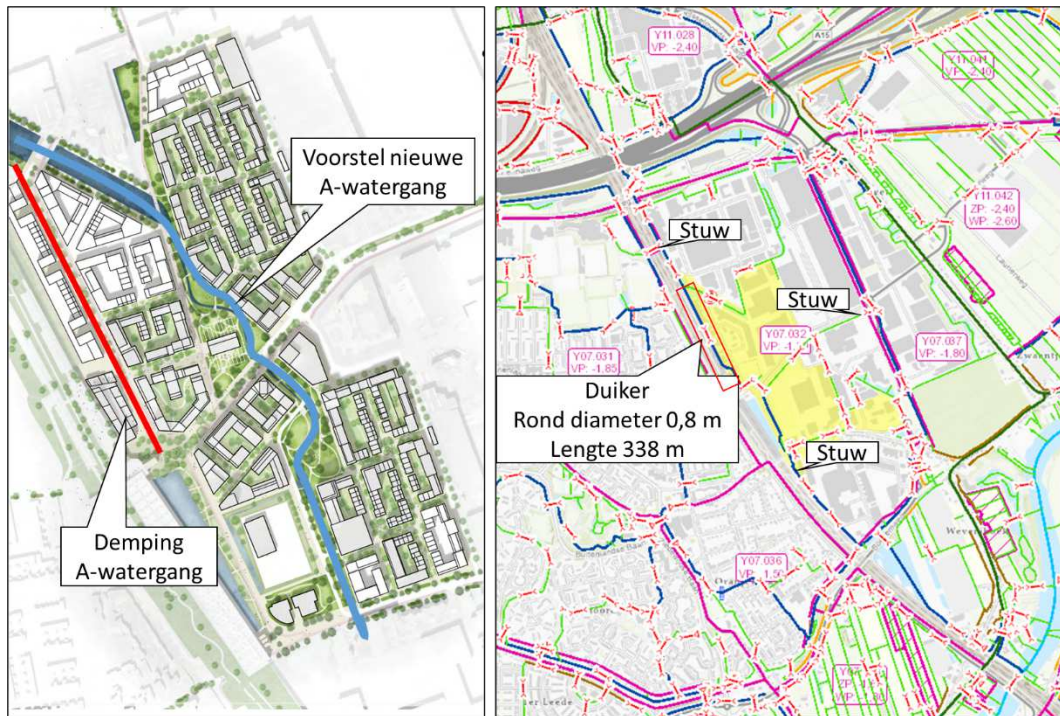 Voorstel nieuwe
A-watergang
Demping
A-watergang
Y11.028
VP: -2.40
A15
Y11.041
VP: -2.40
Y11.042
ZP: -2.40
WP: -2.60
Stuw
Stuw
Y07.032
Y07.031
VP: -1.85
Y07.037
VP: -1.80
Duiker
Rond diameter 0,8 m
Lengte 338 m
Stuw
Y07.036